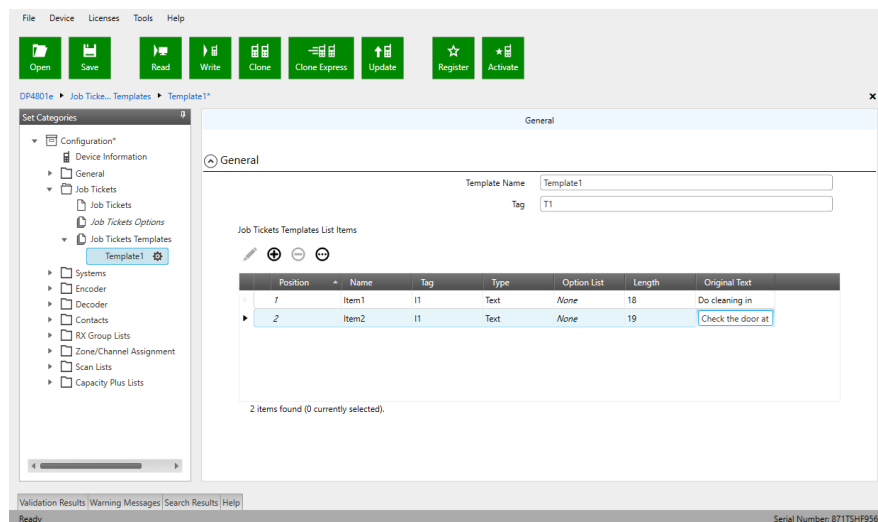 File Device Licenses Tools Help
Open Save Read Write Clone Clone Express Update Register Activate
DP4801e Job Ticke... Templates Template1*
Set Categories
General
Configuration*
Device Information
General
Job Tickets
Job Tickets
Job Tickets Options
Job Tickets Templates
Template1
Systems
Encoder
Decoder
Contacts
RX Group Lists
Zone/Channel Assignment
Scan Lists
Capacity Plus Lists
General
Template Name Template1
Tag T1
Job Tickets Templates List Items
Position Name Tag Type Option List Length Original Text
1 Item1 I1 Text None 18 Do cleaning in
2 Item2 I1 Text None 19 Check the door at
2 items found (0 currently selected).
Validation Results Warning Messages Search Results Help
Ready Serial Number: 871TSHF956